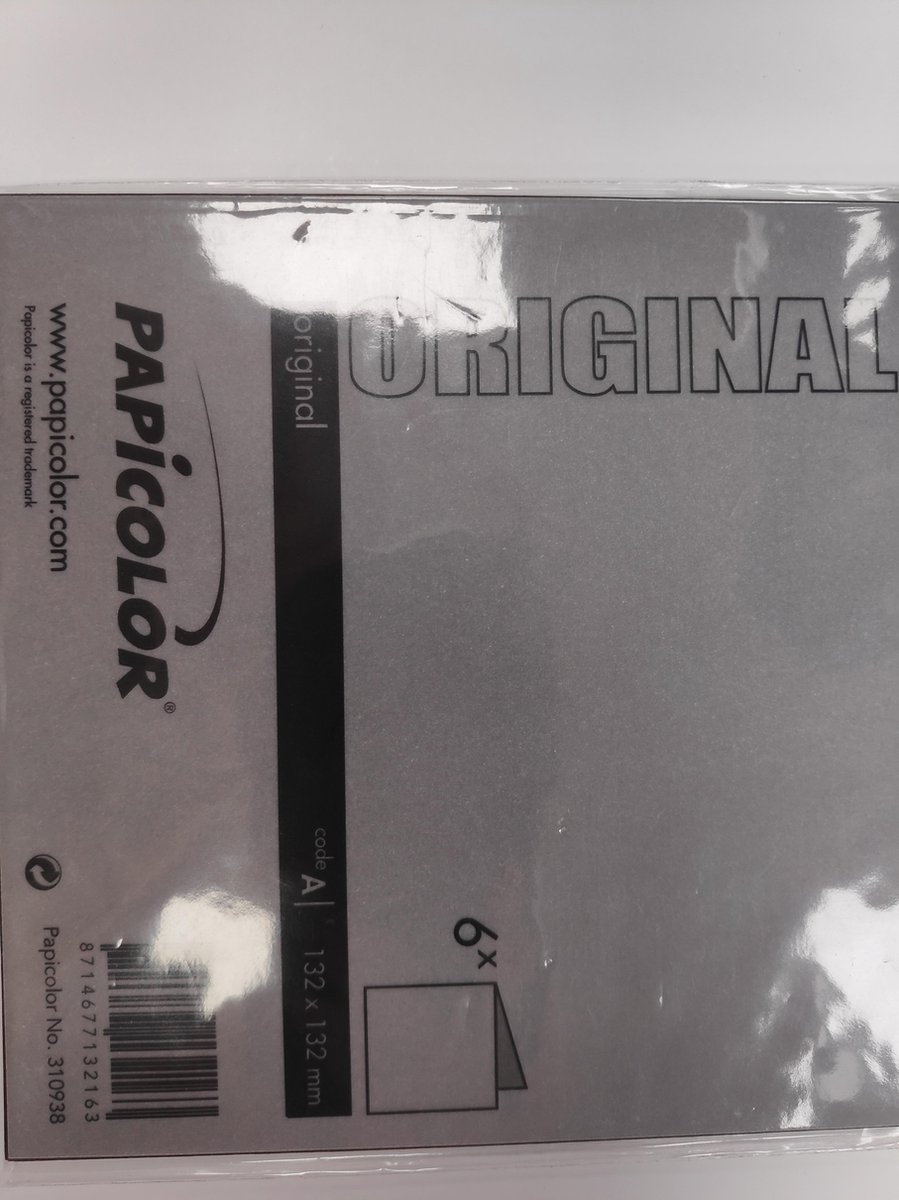 ORIGINAL
6x
original
code A | 132 x 132 mm
PAPiCOLOR®
www.papicolor.com
Papicolor is a registered trademark
8714677132163
Papicolor No. 310938